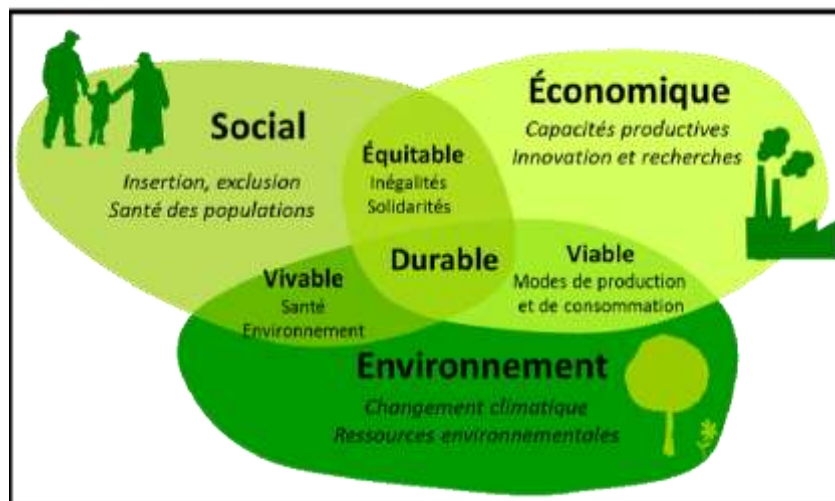 Social
Insertion, exclusion
Santé des populations
Économique
Capacités productives
Innovation et recherches
Équitable
Inégalités
Solidarités
Durable
Viable
Modes de production
et de consommation
Vivable
Santé
Environnement
Environnement
Changement climatique
Ressources environnementales